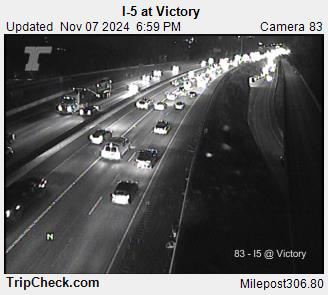 I-5 at Victory
Updated Nov 07 2024 6:59 PM Camera 83
T
N
83 - I5 @ Victory
TripCheck.com Milepost306.80